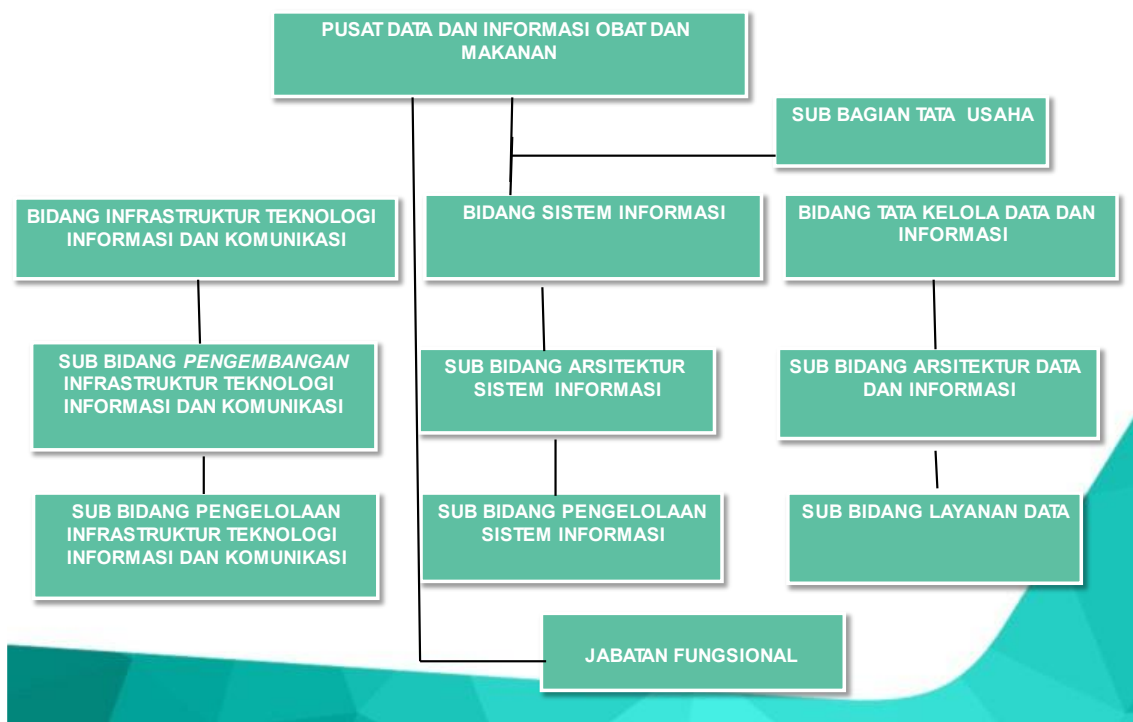 PUSAT DATA DAN INFORMASI OBAT DAN
MAKANAN
SUB BAGIAN TATA USAHA
BIDANG INFRASTRUKTUR TEKNOLOGI
INFORMASI DAN KOMUNIKASI
BIDANG SISTEM INFORMASI
BIDANG TATA KELOLA DATA DAN
INFORMASI
SUB BIDANG PENGEMBANGAN
INFRASTRUKTUR TEKNOLOGI
INFORMASI DAN KOMUNIKASI
SUB BIDANG ARSITEKTUR
SISTEM INFORMASI
SUB BIDANG ARSITEKTUR DATA
DAN INFORMASI
SUB BIDANG PENGELOLAAN
INFRASTRUKTUR TEKNOLOGI
INFORMASI DAN KOMUNIKASI
SUB BIDANG PENGELOLAAN
SISTEM INFORMASI
SUB BIDANG LAYANAN DATA
JABATAN FUNGSIONAL